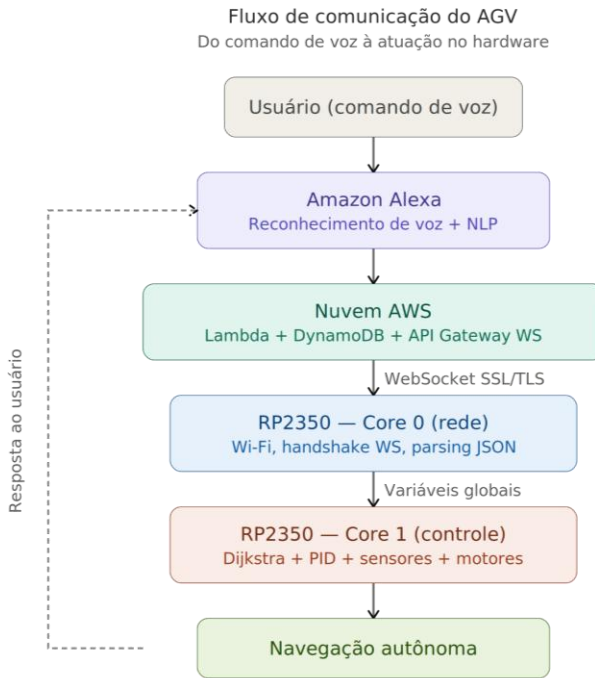 Fluxo de comunicação do AGV
Do comando de voz à atuação no hardware
Usuário (comando de voz)
Amazon Alexa
Reconhecimento de voz + NLP
Nuvem AWS
Lambda + DynamoDB + API Gateway WS
WebSocket SSL/TLS
RP2350 — Core 0 (rede)
Wi-Fi, handshake WS, parsing JSON
Variáveis globais
RP2350 — Core 1 (controle)
Dijkstra + PID + sensores + motores
Navegação autônoma
Resposta ao usuário